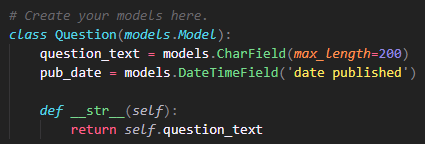 # Create your models here.
class Question(models.Model):
    question_text = models.CharField(max_length=200)
    pub_date = models.DateTimeField('date published')

    def __str__(self):
        return self.question_text